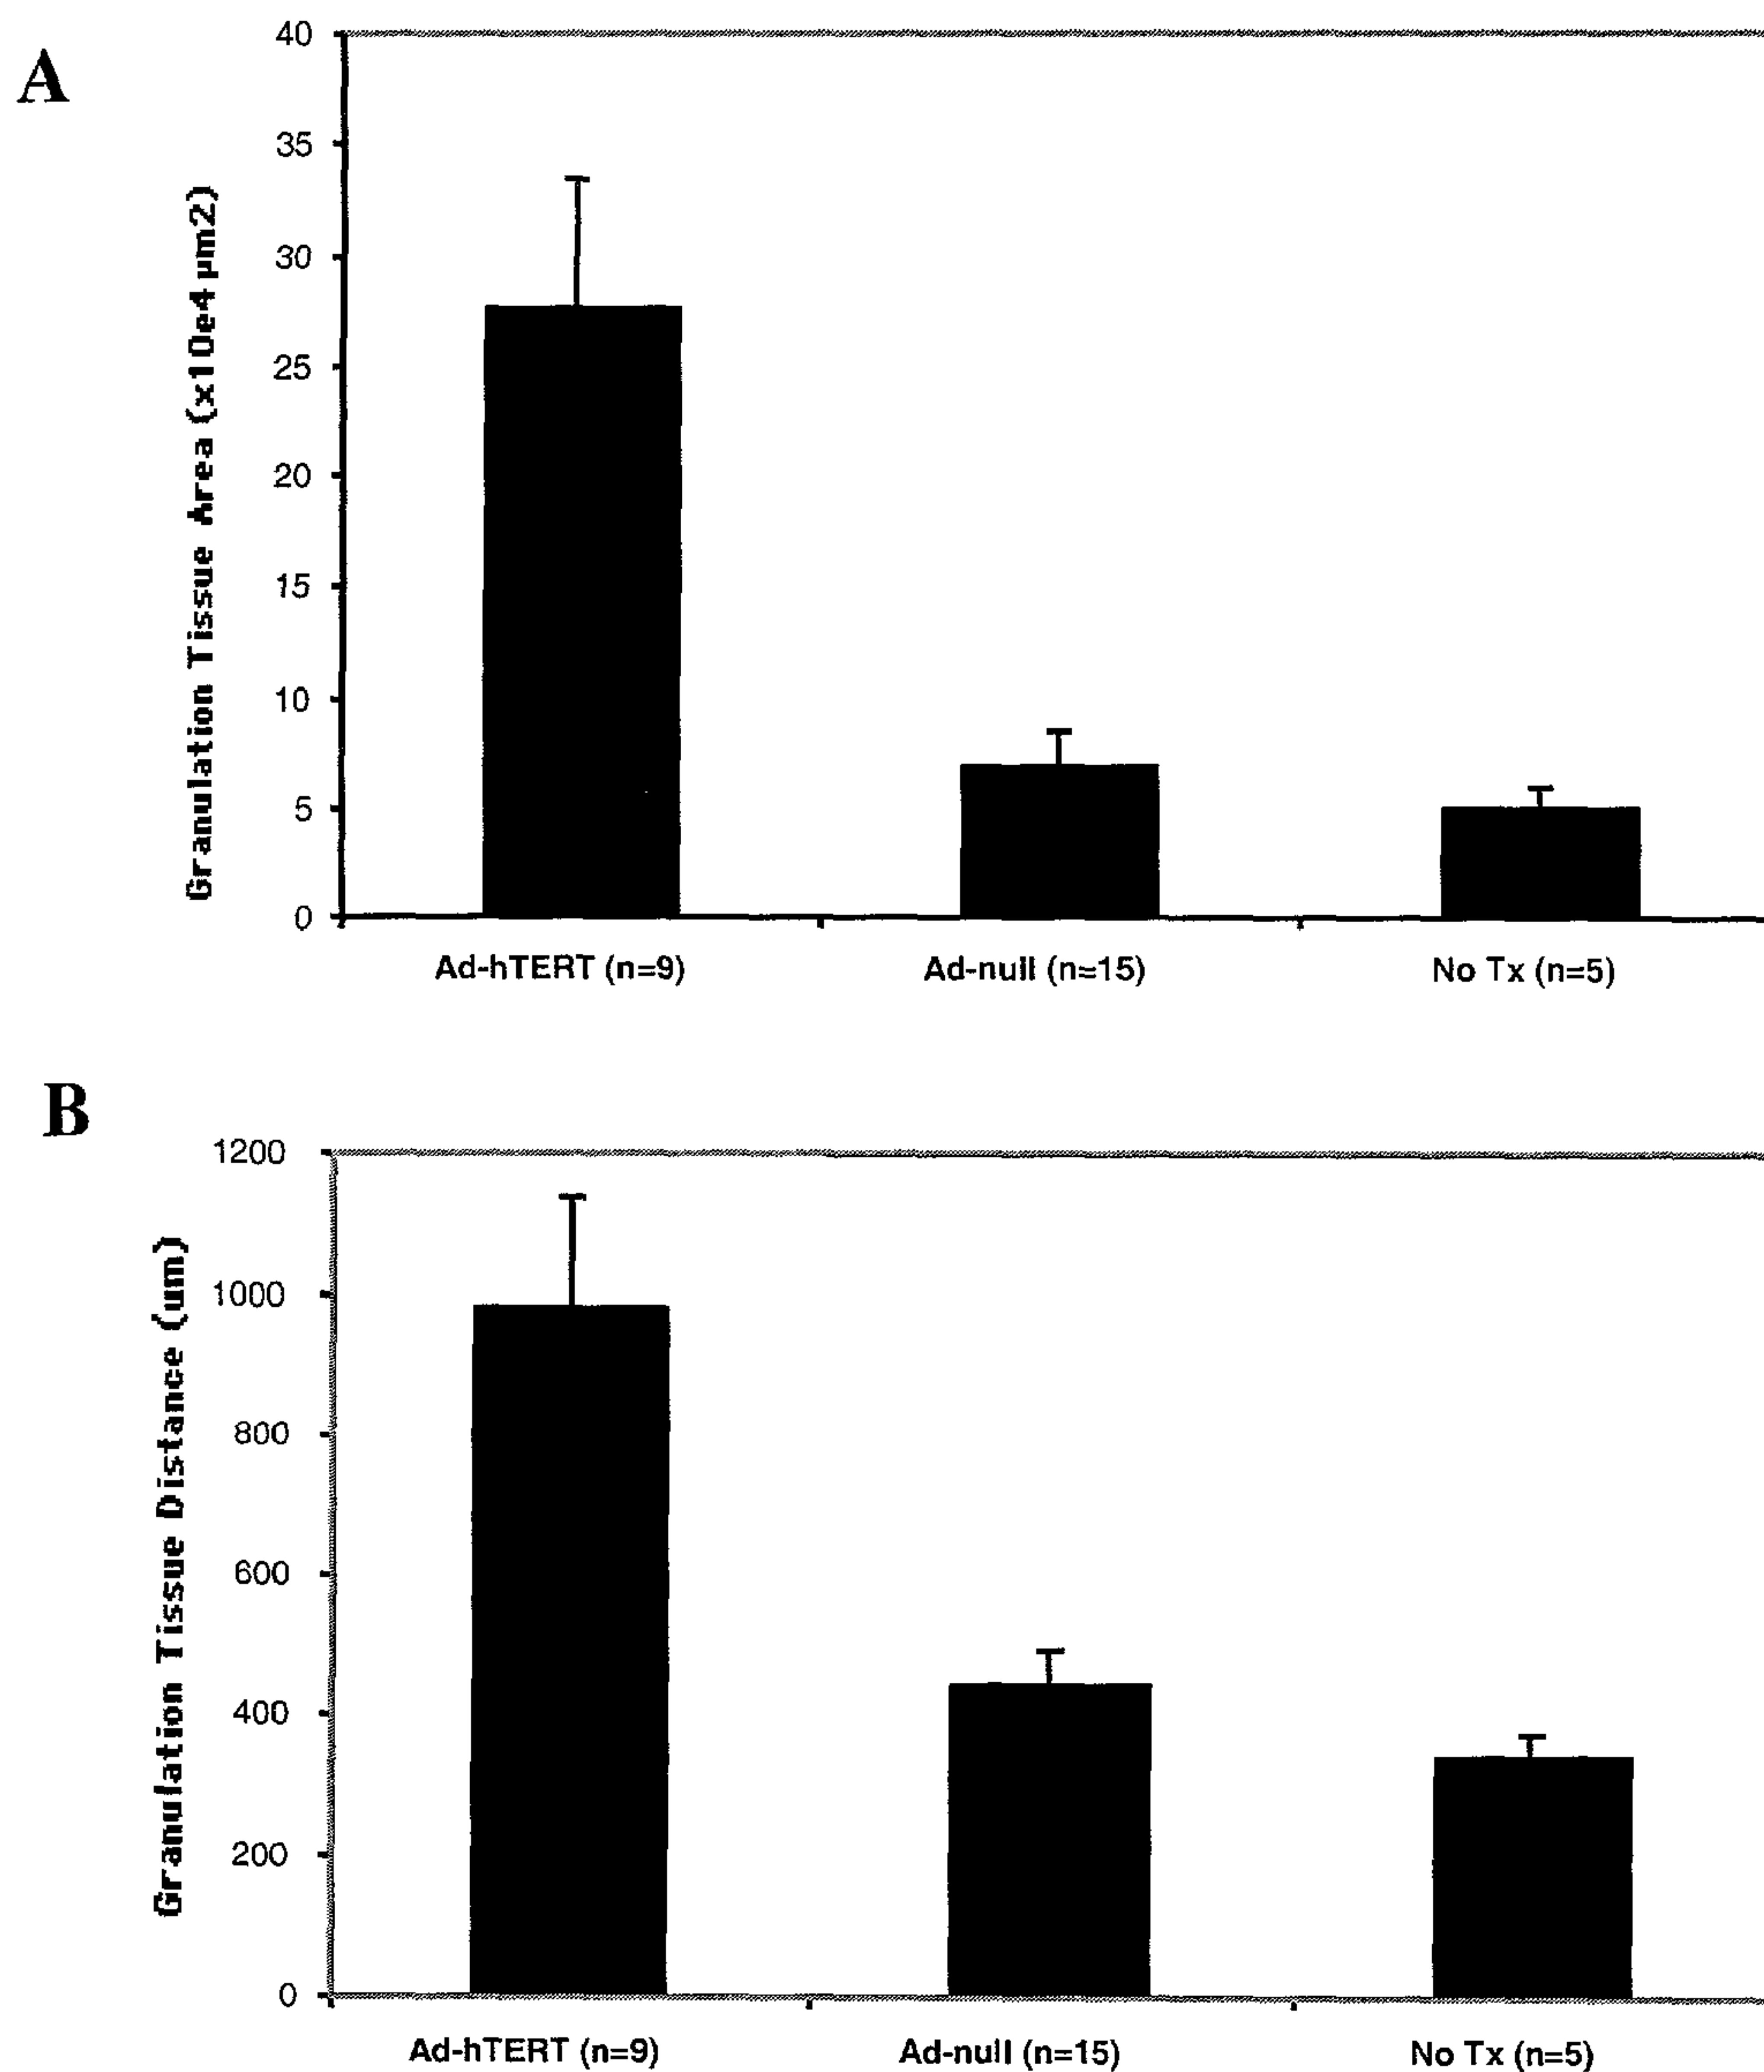 A
Granulation Tissue Area (x10e4 µm2)
40
35
30
25
20
15
10
5
0
Ad-hTERT (n=9) Ad-null (n=15) No Tx (n=5)
B
Granulation Tissue Distance (um)
1200
1000
800
600
400
200
0
Ad-hTERT (n=9) Ad-null (n=15) No Tx (n=5)